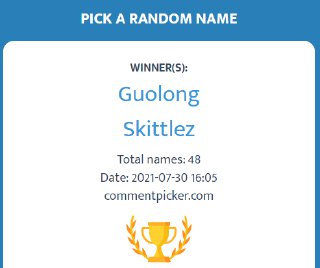 PICK A RANDOM NAME
WINNER(S):
Guolong
Skittlez
Total names: 48
Date: 2021-07-30 16:05
commentpicker.com